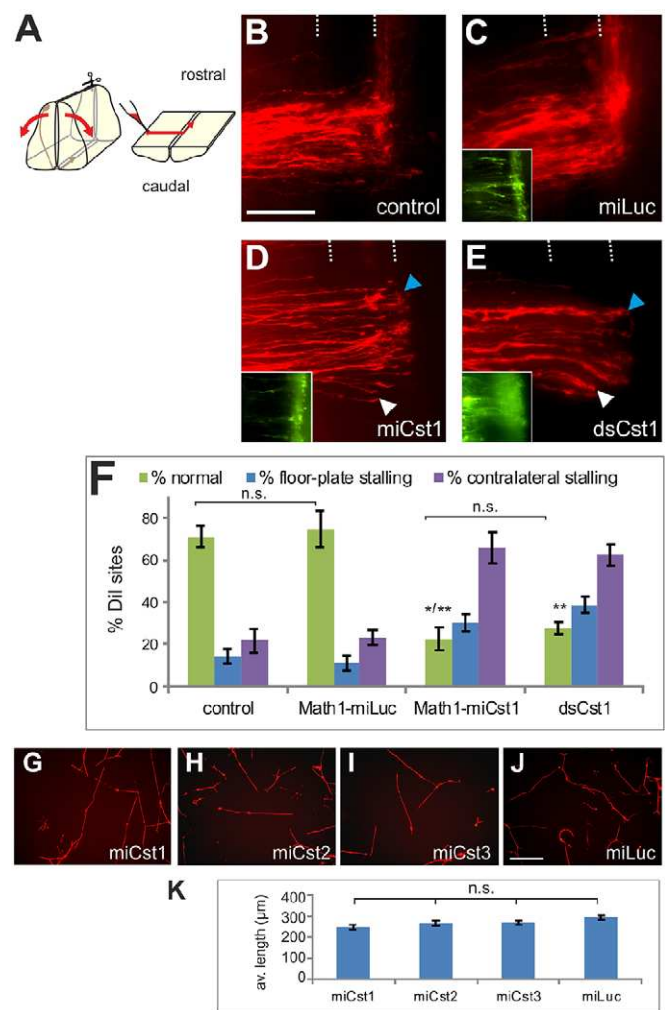 A
rostral
caudal
B
control
C
miLuc
D
miCst1
E
dsCst1
F
% normal % floor-plate stalling % contralateral stalling
n.s. n.s.
% DiI sites
80
60
40
20
0
*/** **
control Math1-miLuc Math1-miCst1 dsCst1
G
miCst1
H
miCst2
I
miCst3
J
miLuc
K
n.s.
av. length (µm)
400
300
200
100
0
miCst1 miCst2 miCst3 miLuc